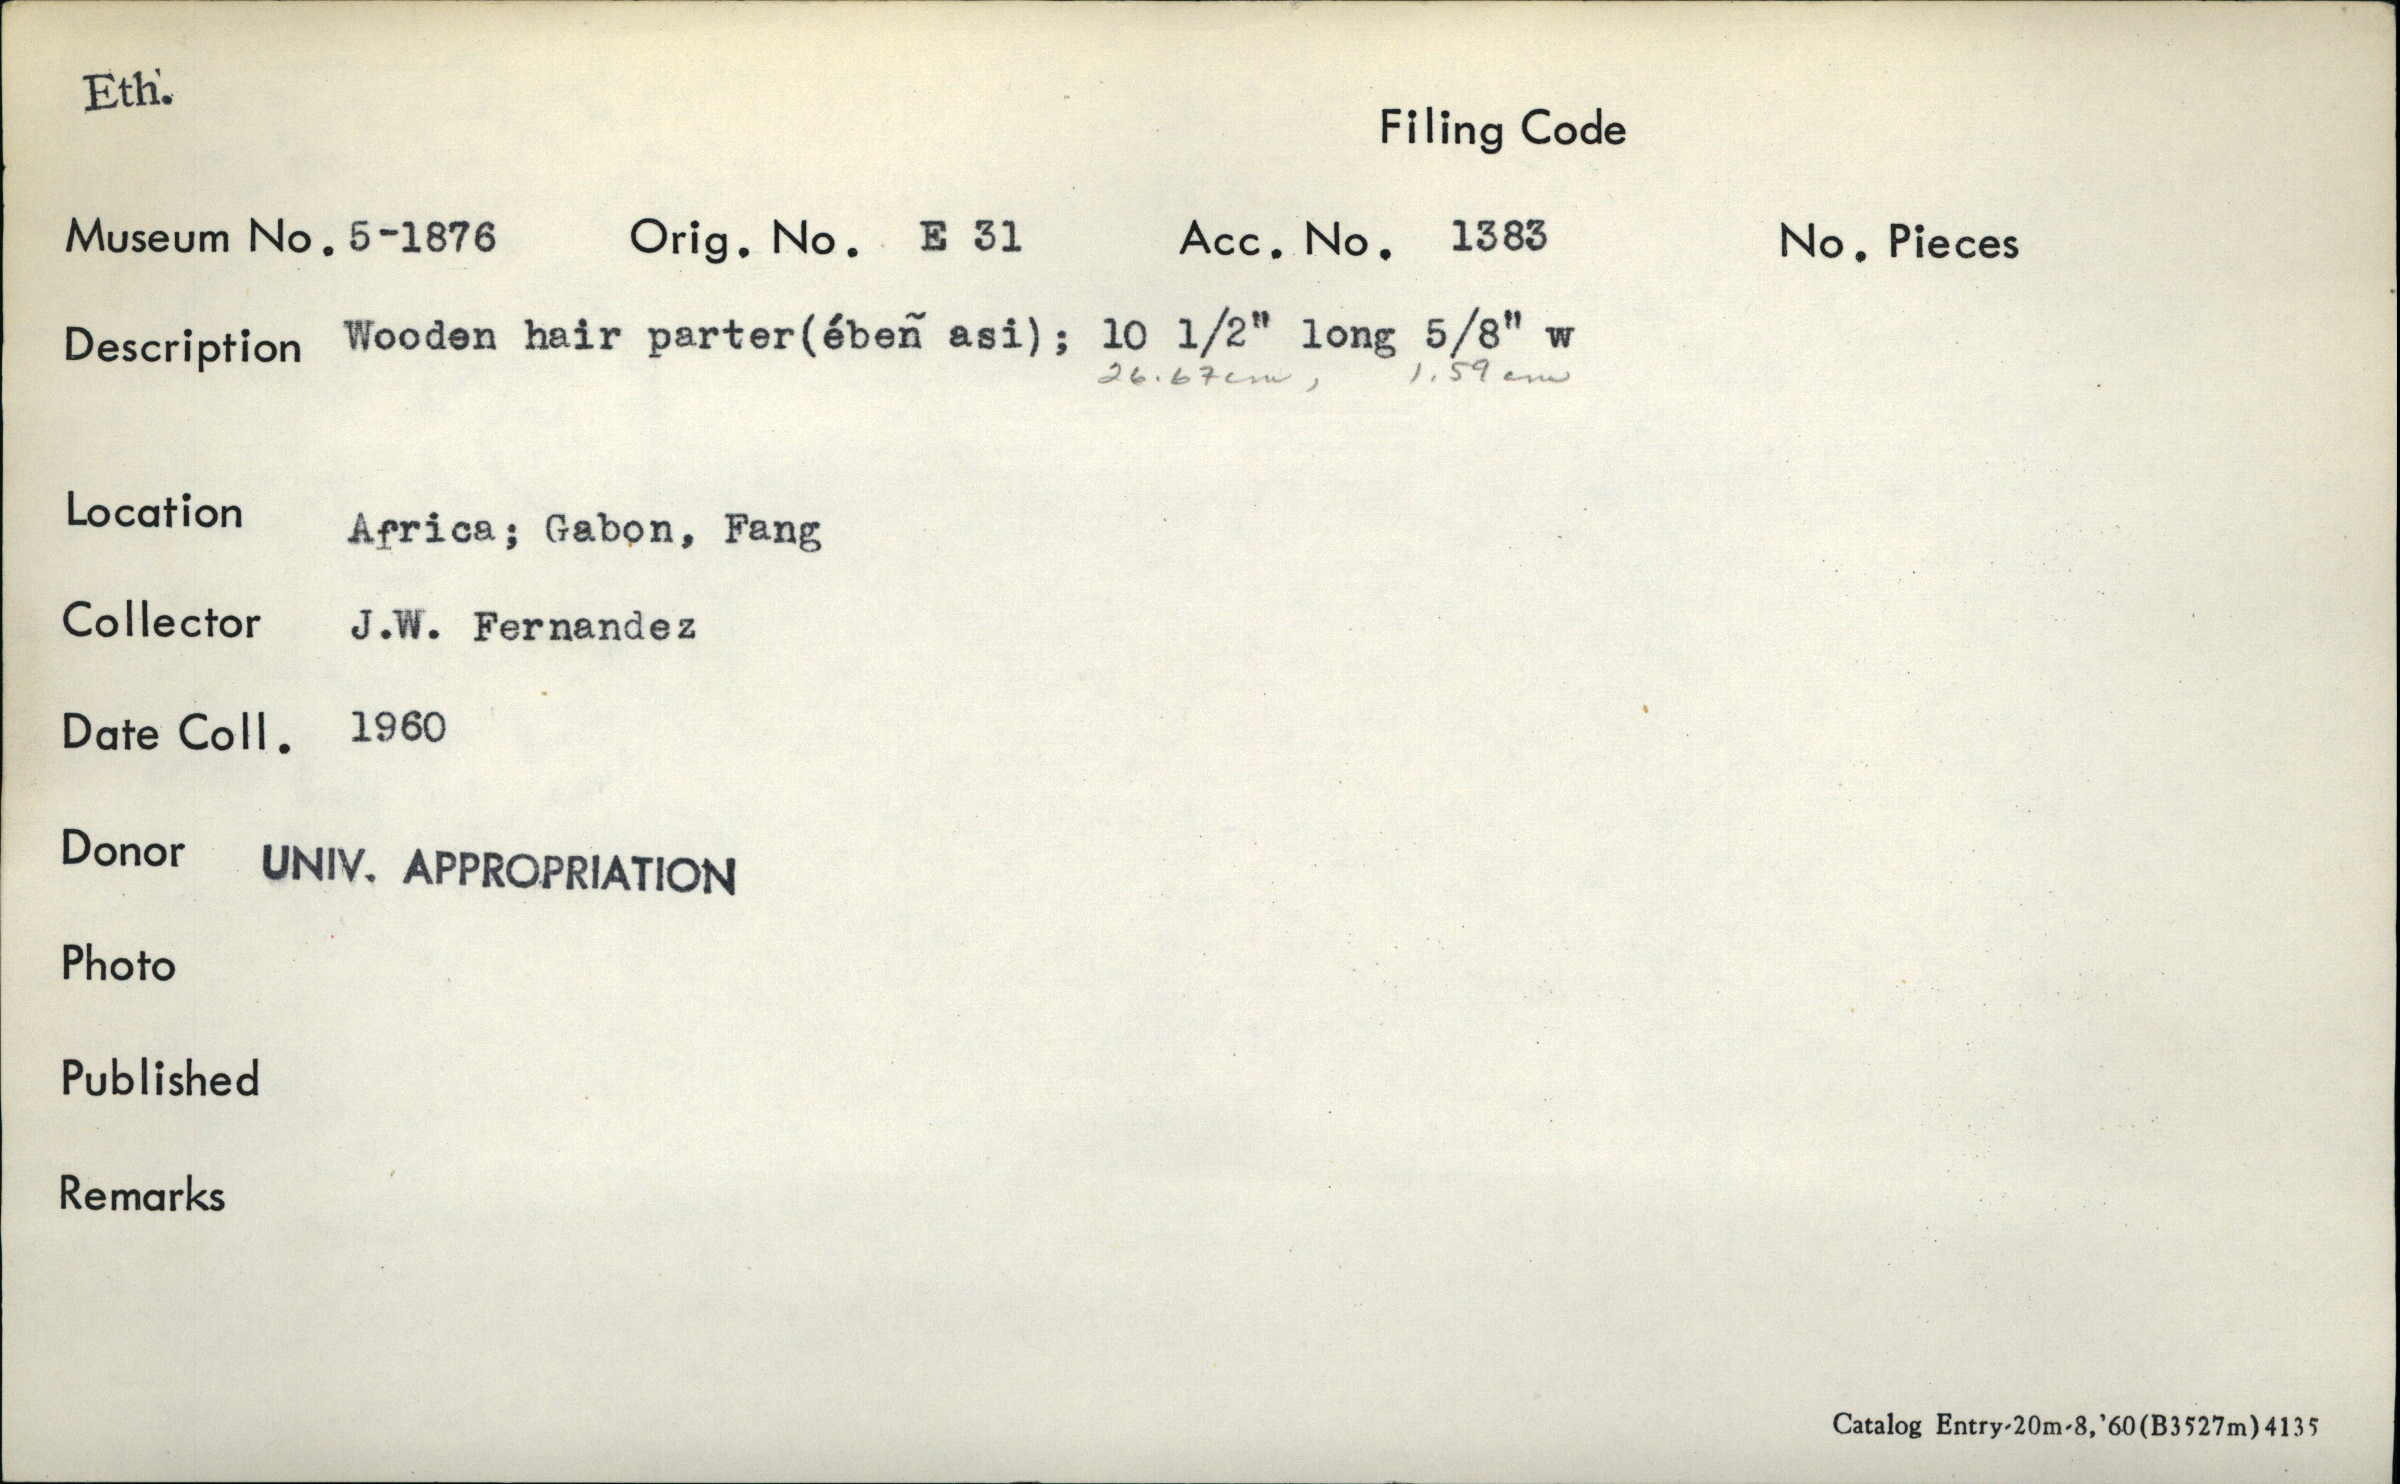 Eth.
Filing Code
Museum No. 5-1876 Orig. No. E 31 Acc. No. 1383 No. Pieces
Description Wooden hair parter(ébeñ asi); 10 1/2" long 5/8" w
26.67cm, 1.59 cm
Location Africa; Gabon, Fang
Collector J.W. Fernandez
Date Coll. 1960
Donor UNIV. APPROPRIATION
Photo
Published
Remarks
Catalog Entry-20m-8,'60(B3527m)4135